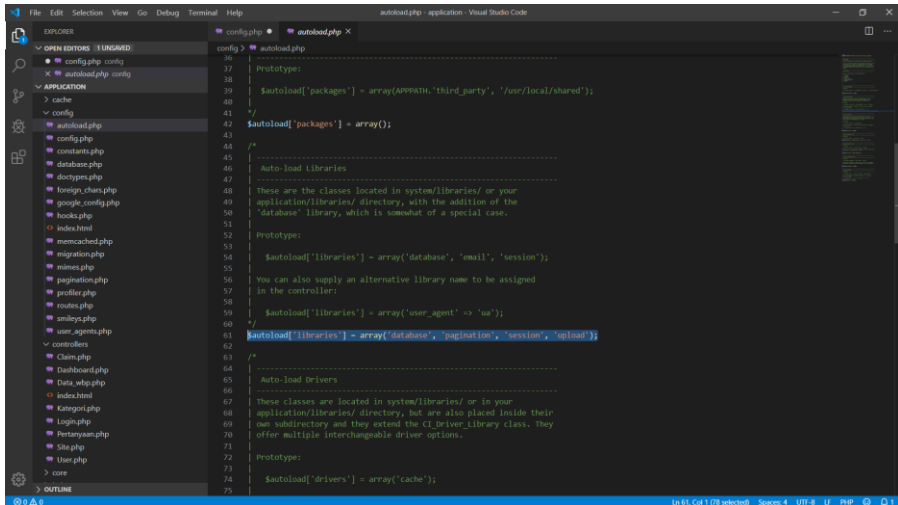 File Edit Selection View Go Debug Terminal Help
autoload.php - application - Visual Studio Code
EXPLORER
OPEN EDITORS 1 UNSAVED
config.php config
autoload.php config
APPLICATION
cache
config
autoload.php
config.php
constants.php
database.php
doctypes.php
foreign_chars.php
google_config.php
hooks.php
index.html
memcached.php
migration.php
mimes.php
pagination.php
profiler.php
routes.php
smileys.php
user_agents.php
controllers
Claim.php
Dashboard.php
Data_wbp.php
index.html
Kategori.php
Login.php
Pertanyaan.php
Site.php
User.php
core
OUTLINE
config.php
autoload.php
config > autoload.php
36 | -------------------------------------------------------------------
37 | Prototype:
38 |
39 | $autoload['packages'] = array(APPPATH.'third_party', '/usr/local/shared');
40 |
41 */
42 $autoload['packages'] = array();
43
44 /*
45 | -------------------------------------------------------------------
46 | Auto-load Libraries
47 | -------------------------------------------------------------------
48 | These are the classes located in system/libraries/ or your
49 | application/libraries/ directory, with the addition of the
50 | 'database' library, which is somewhat of a special case.
51 |
52 | Prototype:
53 |
54 | $autoload['libraries'] = array('database', 'email', 'session');
55 |
56 | You can also supply an alternative library name to be assigned
57 | in the controller:
58 |
59 | $autoload['libraries'] = array('user_agent' => 'ua');
60 */
61 $autoload['libraries'] = array('database', 'pagination', 'session', 'upload');
62
63 /*
64 | -------------------------------------------------------------------
65 | Auto-load Drivers
66 | -------------------------------------------------------------------
67 | These classes are located in system/libraries/ or in your
68 | application/libraries/ directory, but are also placed inside their
69 | own subdirectory and they extend the CI_Driver_Library class. They
70 | offer multiple interchangeable driver options.
71 |
72 | Prototype:
73 |
74 | $autoload['drivers'] = array('cache');
75 |
0 0
Ln 61, Col 1 (78 selected) Spaces: 4 UTF-8 LF PHP 1